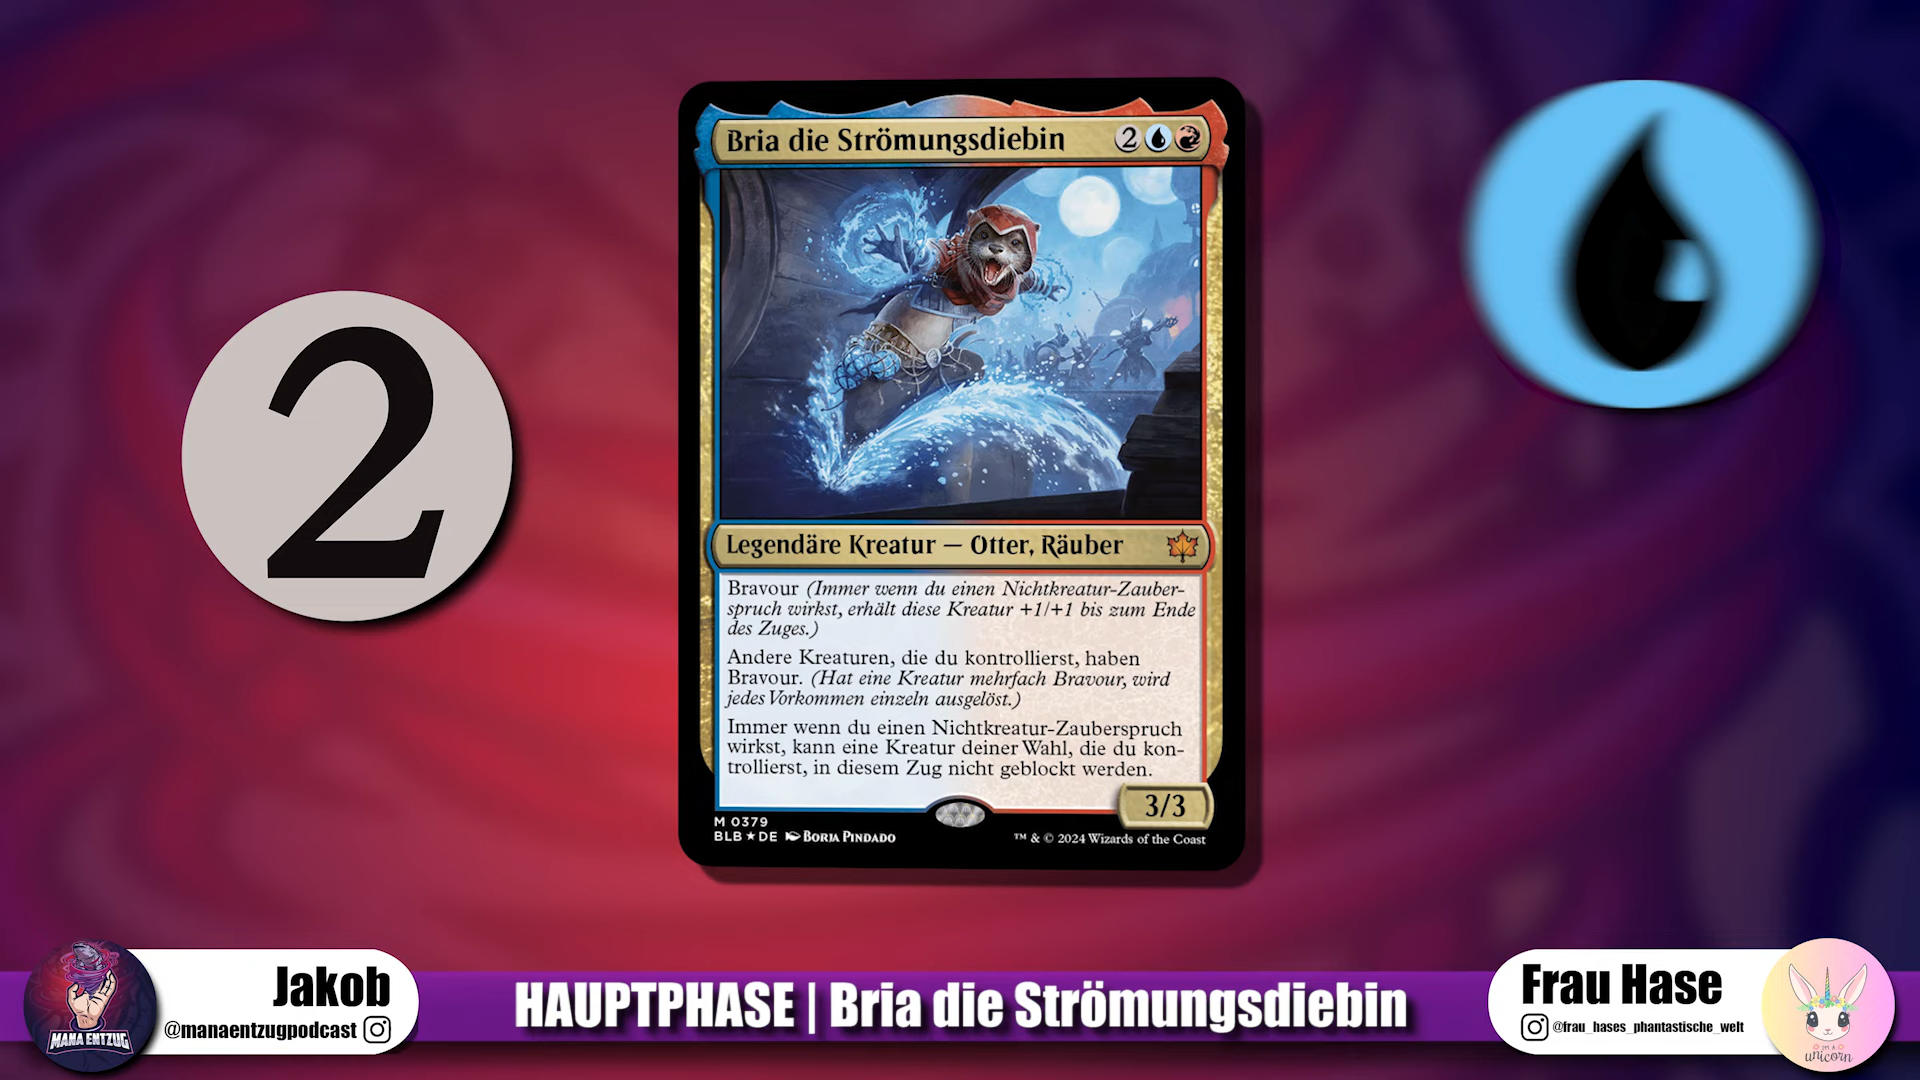 Bria die Strömungsdiebin
2
2
Legendäre Kreatur — Otter, Räuber
Bravour (Immer wenn du einen Nichtkreatur-Zauber-
spruch wirkst, erhält diese Kreatur +1/+1 bis zum Ende
des Zuges.)
Andere Kreaturen, die du kontrollierst, haben
Bravour. (Hat eine Kreatur mehrfach Bravour, wird
jedes Vorkommen einzeln ausgelöst.)
Immer wenn du einen Nichtkreatur-Zauberspruch
wirkst, kann eine Kreatur deiner Wahl, die du kon-
trollierst, in diesem Zug nicht geblockt werden.
3/3
M 0379
BLB ★ DE Borja Pindado
™ & © 2024 Wizards of the Coast
MANA ENTZUG
Jakob
@manaentzugpodcast
HAUPTPHASE | Bria die Strömungsdiebin
Frau Hase
@frau_hases_phantastische_welt
I'M A
unicorn